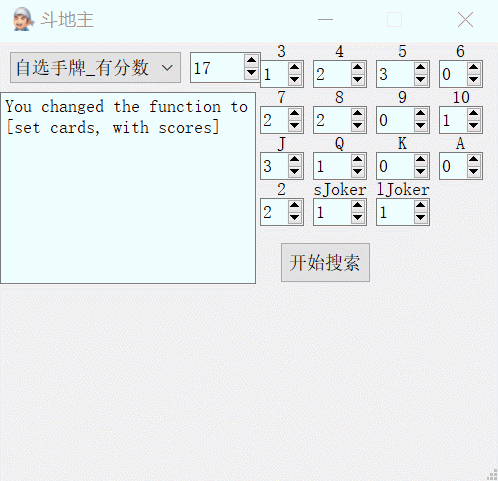 斗地主
自选手牌_有分数 17
You changed the function to
[set cards, with scores]
3 4 5 6
1 2 3 0
7 8 9 10
2 2 0 1
J Q K A
3 1 0 0
2 sJoker lJoker
2 1 1
开始搜索